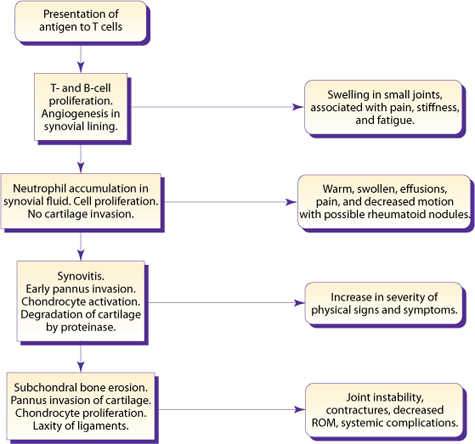 Presentation of
antigen to T cells
T- and B-cell
proliferation.
Angiogenesis in
synovial lining.
Swelling in small joints,
associated with pain, stiffness,
and fatigue.
Neutrophil accumulation in
synovial fluid. Cell proliferation.
No cartilage invasion.
Warm, swollen, effusions,
pain, and decreased motion
with possible rheumatoid nodules.
Synovitis.
Early pannus invasion.
Chondrocyte activation.
Degradation of cartilage
by proteinase.
Increase in severity of
physical signs and symptoms.
Subchondral bone erosion.
Pannus invasion of cartilage.
Chondrocyte proliferation.
Laxity of ligaments.
Joint instability,
contractures, decreased
ROM, systemic complications.